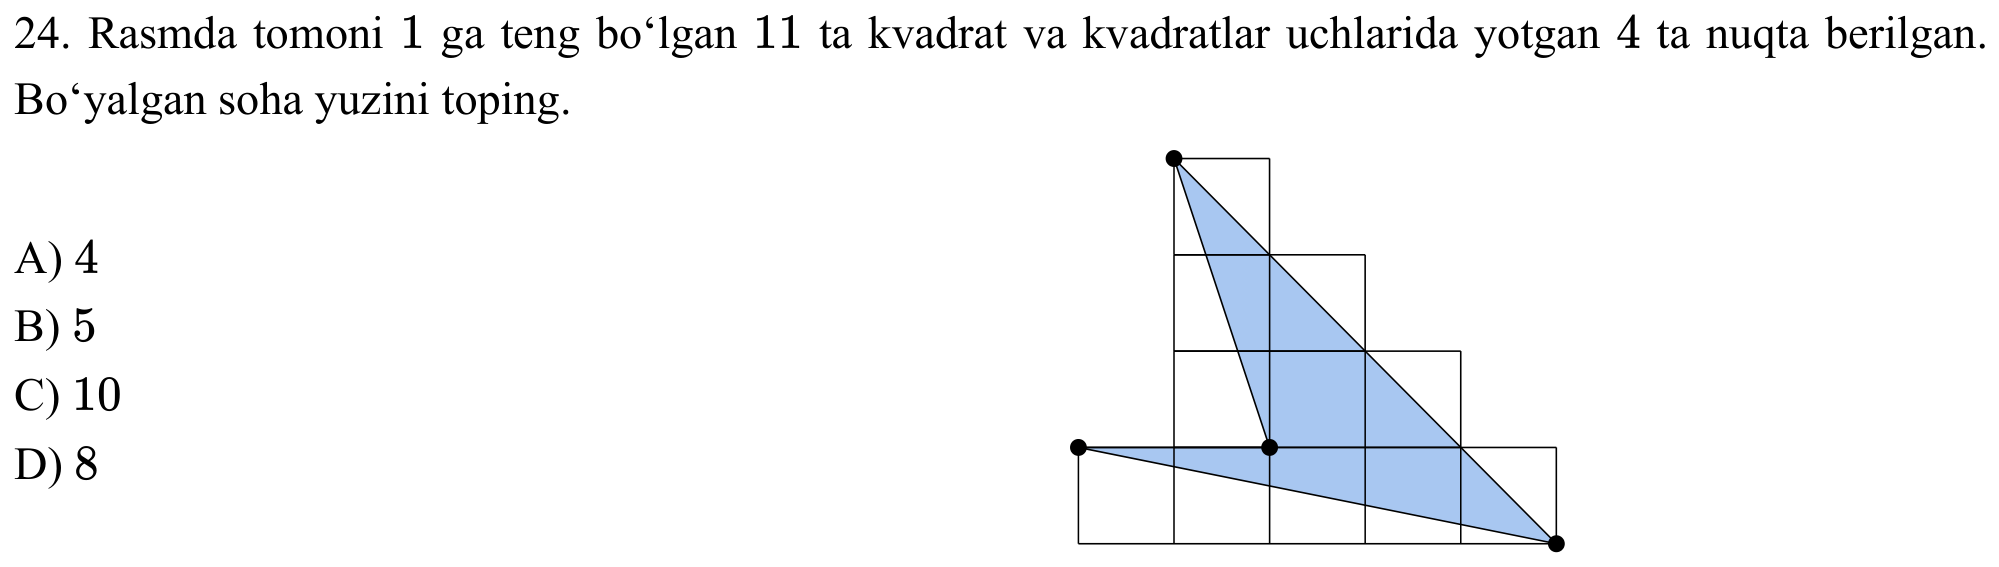 24. Rasmda tomoni 1 ga teng bo‘lgan 11 ta kvadrat va kvadratlar uchlarida yotgan 4 ta nuqta berilgan.
Bo‘yalgan soha yuzini toping.
A) 4
B) 5
C) 10
D) 8